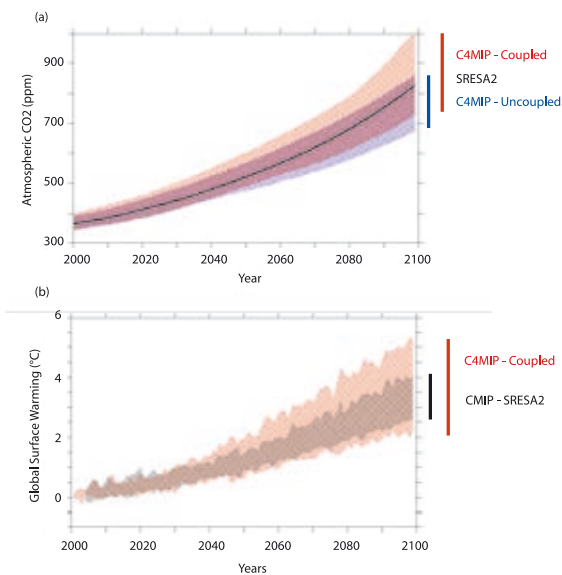 (a)
Atmospheric CO2 (ppm)
900
700
500
300
2000
2020
2040
2060
2080
2100
Year
C4MIP - Coupled
SRESA2
C4MIP - Uncoupled
(b)
Global Surface Warming (°C)
6
4
2
0
2000
2020
2040
2060
2080
2100
Years
C4MIP - Coupled
CMIP - SRESA2